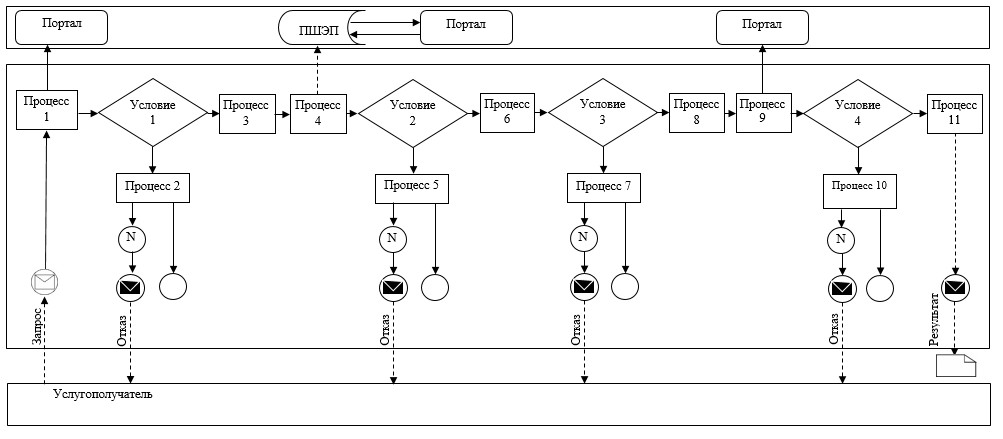 Портал
ПШЭП
Портал
Портал
Процесс
1
Условие
1
Процесс
3
Процесс
4
Условие
2
Процесс
6
Условие
3
Процесс
8
Процесс
9
Условие
4
Процесс
11
Процесс 2
Процесс 5
Процесс 7
Процесс 10
N
N
N
N
Запрос
Отказ
Отказ
Отказ
Отказ
Результат
Услугополучатель